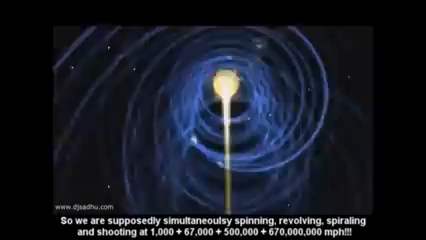 www.djsadhu.com
So we are supposedly simultaneoulsy spinning, revolving, spiraling
and shooting at 1,000 + 67,000 + 500,000 + 670,000,000 mph!!!